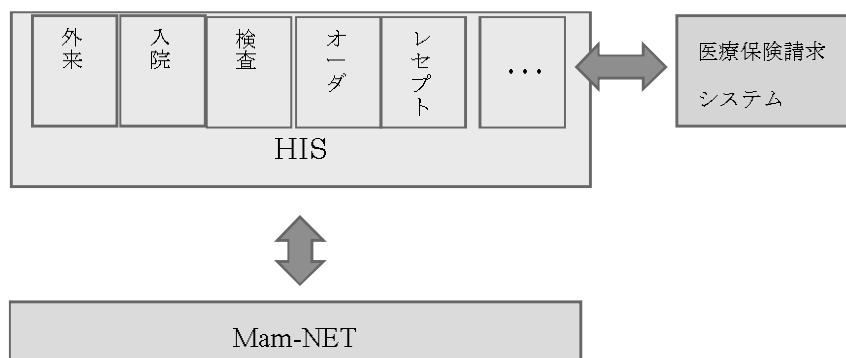 外来
入院
検査
オーダ
レセプト
・・・
HIS
医療保険請求
システム
Mam-NET